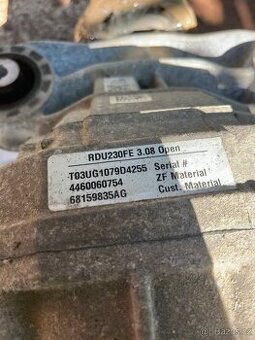 RDU230FE 3.08 Open
T03UG1079D4255 Serial #
4460060754 ZF Material
68159835AG Cust. Material